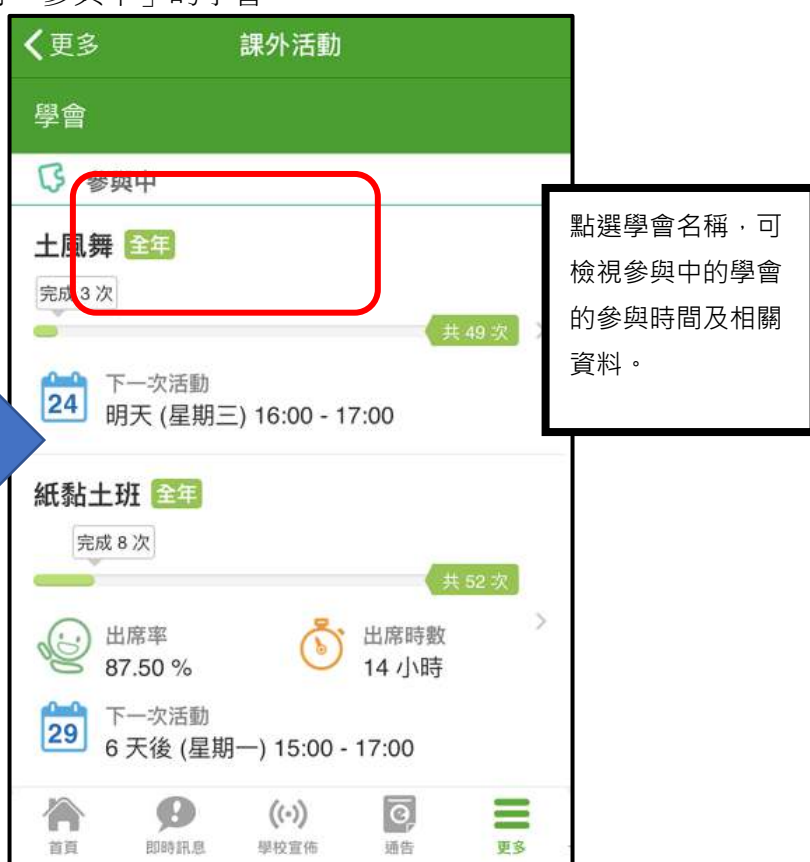 參與中」的學會
更多 課外活動
學會
參與中
土風舞 全年
完成 3 次
共 49 次
24 下一次活動
明天 (星期三) 16:00 - 17:00
紙黏土班 全年
完成 8 次
共 52 次
出席率 出席時數
87.50 % 14 小時
29 下一次活動
6 天後 (星期一) 15:00 - 17:00
首頁 即時訊息 學校宣佈 通告 更多
點選學會名稱，可
檢視參與中的學會
的參與時間及相關
資料。